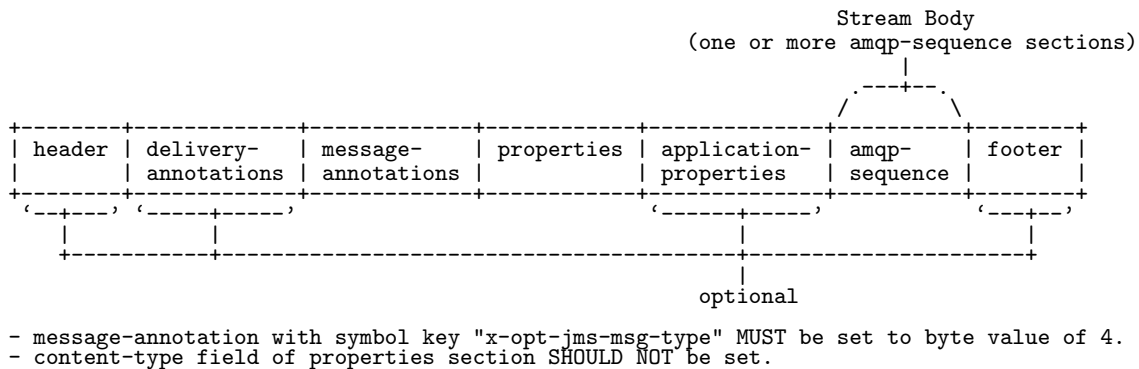 Stream Body
(one or more amqp-sequence sections)
|
.---+--.
/ \
+--------+-------------+-------------+------------+--------------+----------+--------+
| header | delivery- | message- | properties | application- | amqp- | footer |
| | annotations | annotations | | properties | sequence | |
+--------+-------------+-------------+------------+--------------+----------+--------+
‘--+---’ ‘-----+-----’ ‘------+-----’ ‘---+--’
| | | |
+-----------+----------------------------------------+---------------------+
|
optional
- message-annotation with symbol key "x-opt-jms-msg-type" MUST be set to byte value of 4.
- content-type field of properties section SHOULD NOT be set.